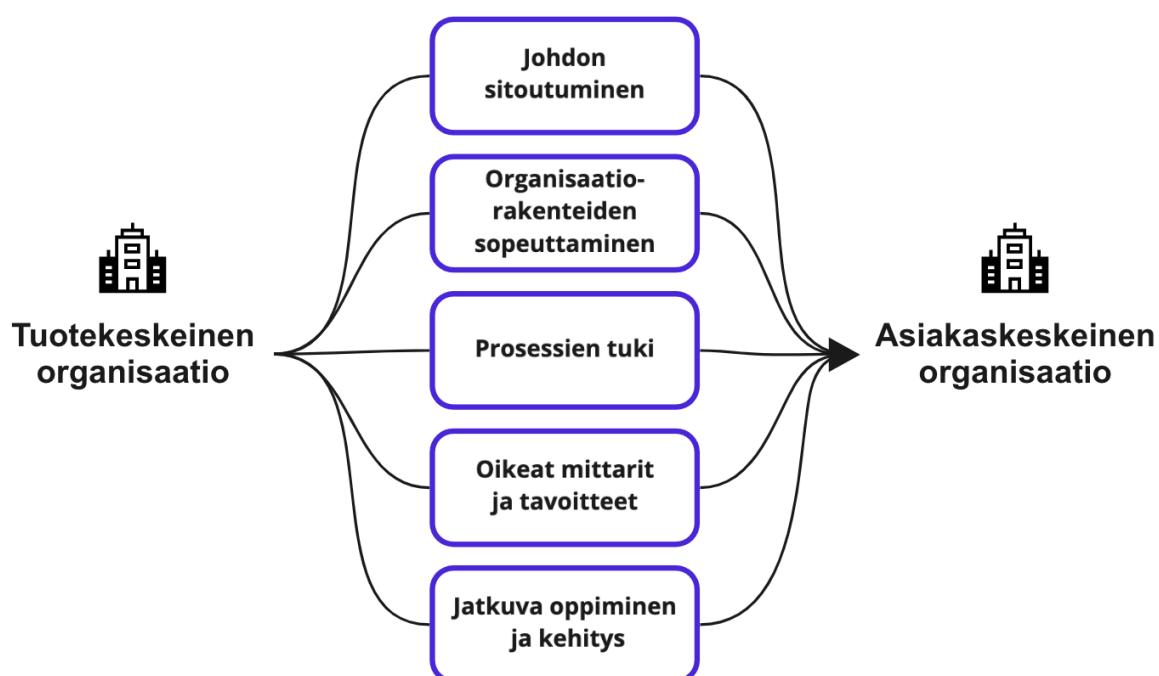 Johdon
sitoutuminen
Organisaatio-
rakenteiden
sopeuttaminen
Tuotekeskeinen
organisaatio
Prosessien tuki
Asiakaskeskeinen
organisaatio
Oikeat mittarit
ja tavoitteet
Jatkuva oppiminen
ja kehitys